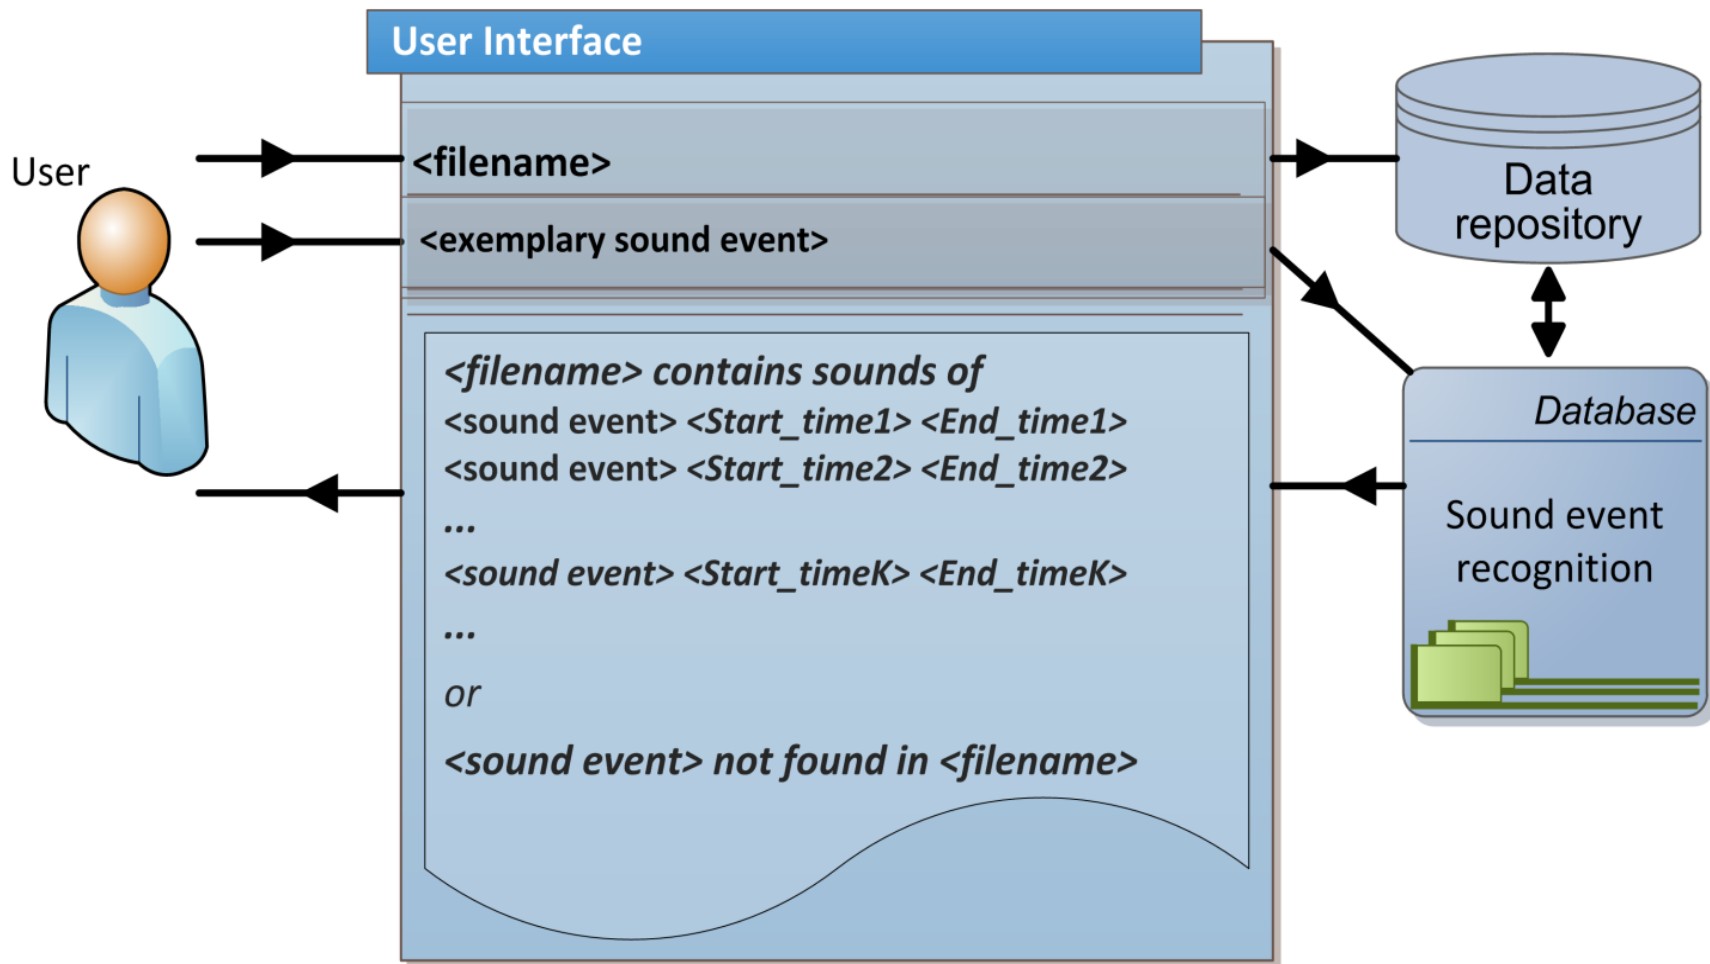 User Interface
User
<filename>
<exemplary sound event>
<filename> contains sounds of
<sound event> <Start_time1> <End_time1>
<sound event> <Start_time2> <End_time2>
...
<sound event> <Start_timeK> <End_timeK>
...
or
<sound event> not found in <filename>
Data
repository
Database
Sound event
recognition